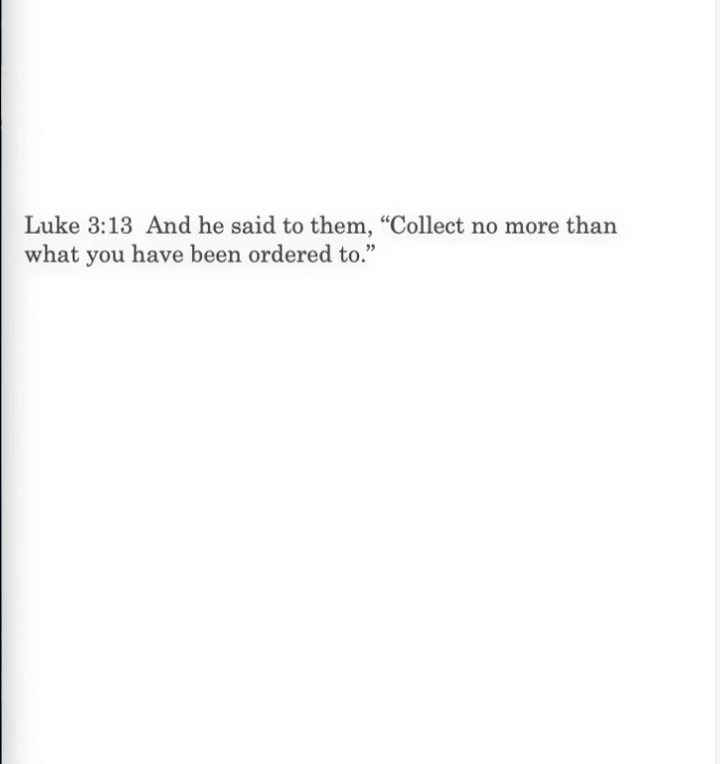 Luke 3:13  And he said to them, “Collect no more than
what you have been ordered to.”